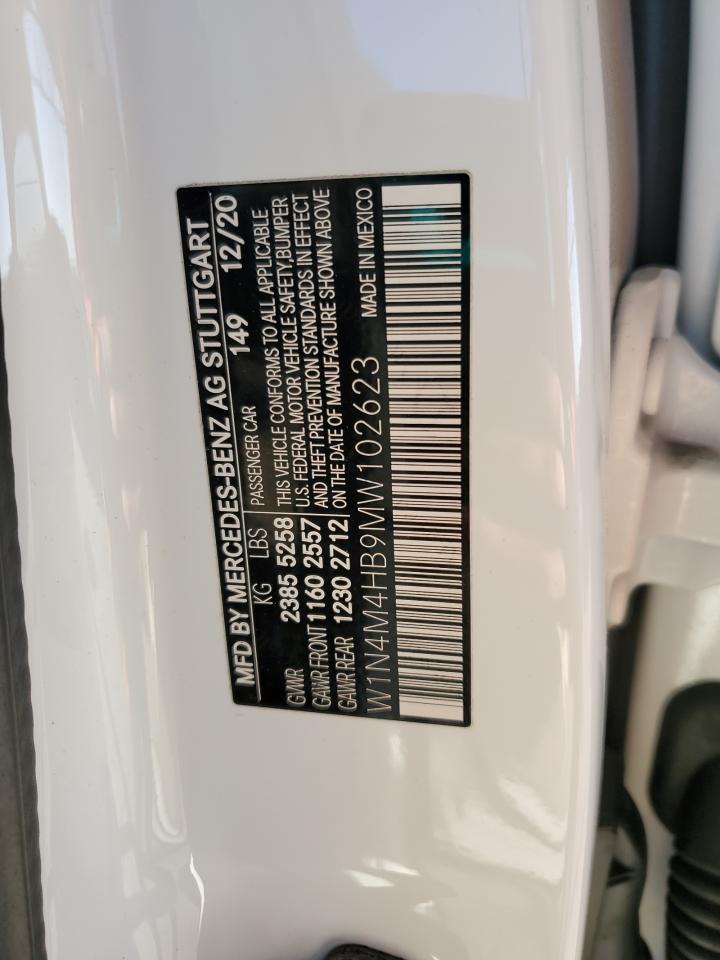 MFD BY MERCEDES-BENZ AG STUTTGART
KG LBS PASSENGER CAR 149 12/20
GVWR 2385 5258 THIS VEHICLE CONFORMS TO ALL APPLICABLE
GAWR FRONT 1160 2557 U.S. FEDERAL MOTOR VEHICLE SAFETY, BUMPER
GAWR REAR 1230 2712 AND THEFT PREVENTION STANDARDS IN EFFECT
ON THE DATE OF MANUFACTURE SHOWN ABOVE
W1N4M4HB9MW102623 MADE IN MEXICO